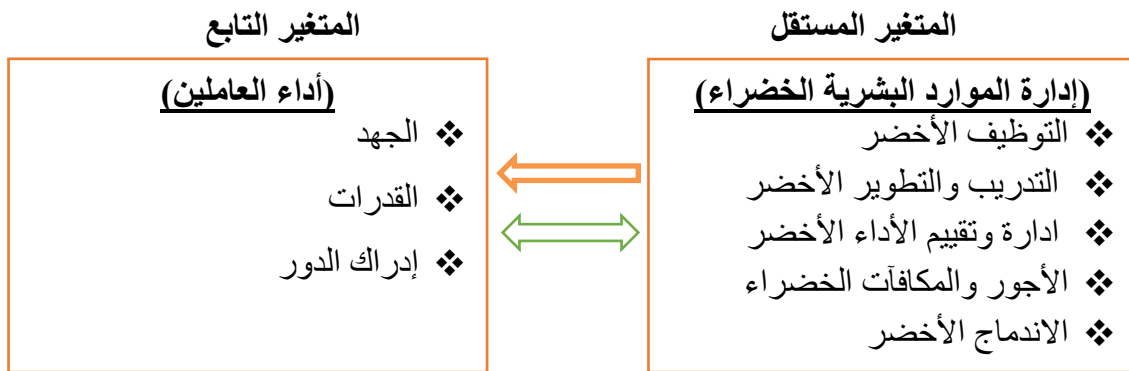 المتغير المستقل
(إدارة الموارد البشرية الخضراء)
❖ التوظيف الأخضر
❖ التدريب والتطوير الأخضر
❖ ادارة وتقييم الأداء الأخضر
❖ الأجور والمكافآت الخضراء
❖ الاندماج الأخضر
المتغير التابع
(أداء العاملين)
❖ الجهد
❖ القدرات
❖ إدراك الدور